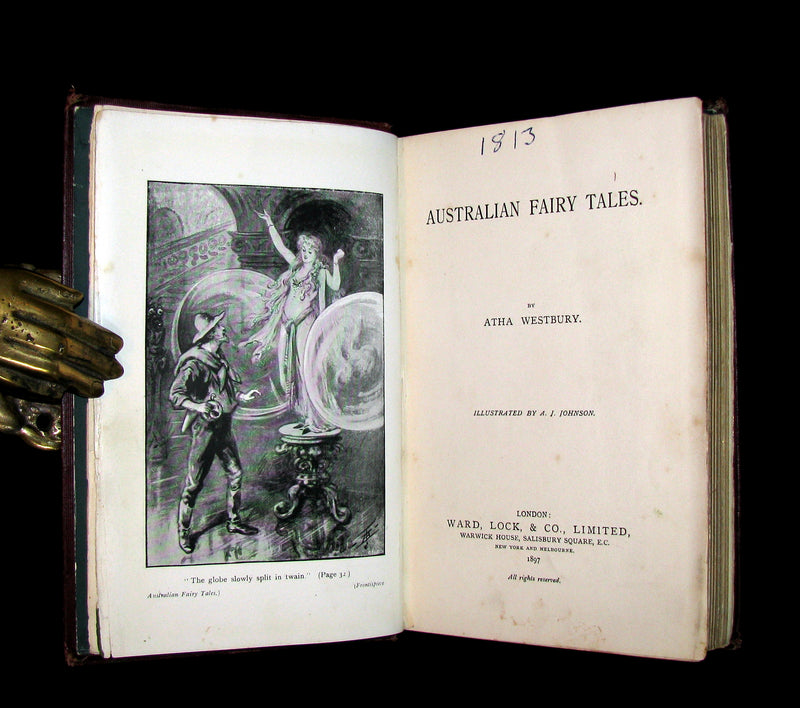 "The globe slowly split in twain." (Page 32)
(Frontispiece
Australian Fairy Tales.)
1813
AUSTRALIAN FAIRY TALES.
BY
ATHA WESTBURY.
ILLUSTRATED BY A. J. JOHNSON.
LONDON:
WARD, LOCK, & CO., LIMITED,
WARWICK HOUSE, SALISBURY SQUARE, E.C.
NEW YORK AND MELBOURNE.
1897
All rights reserved.